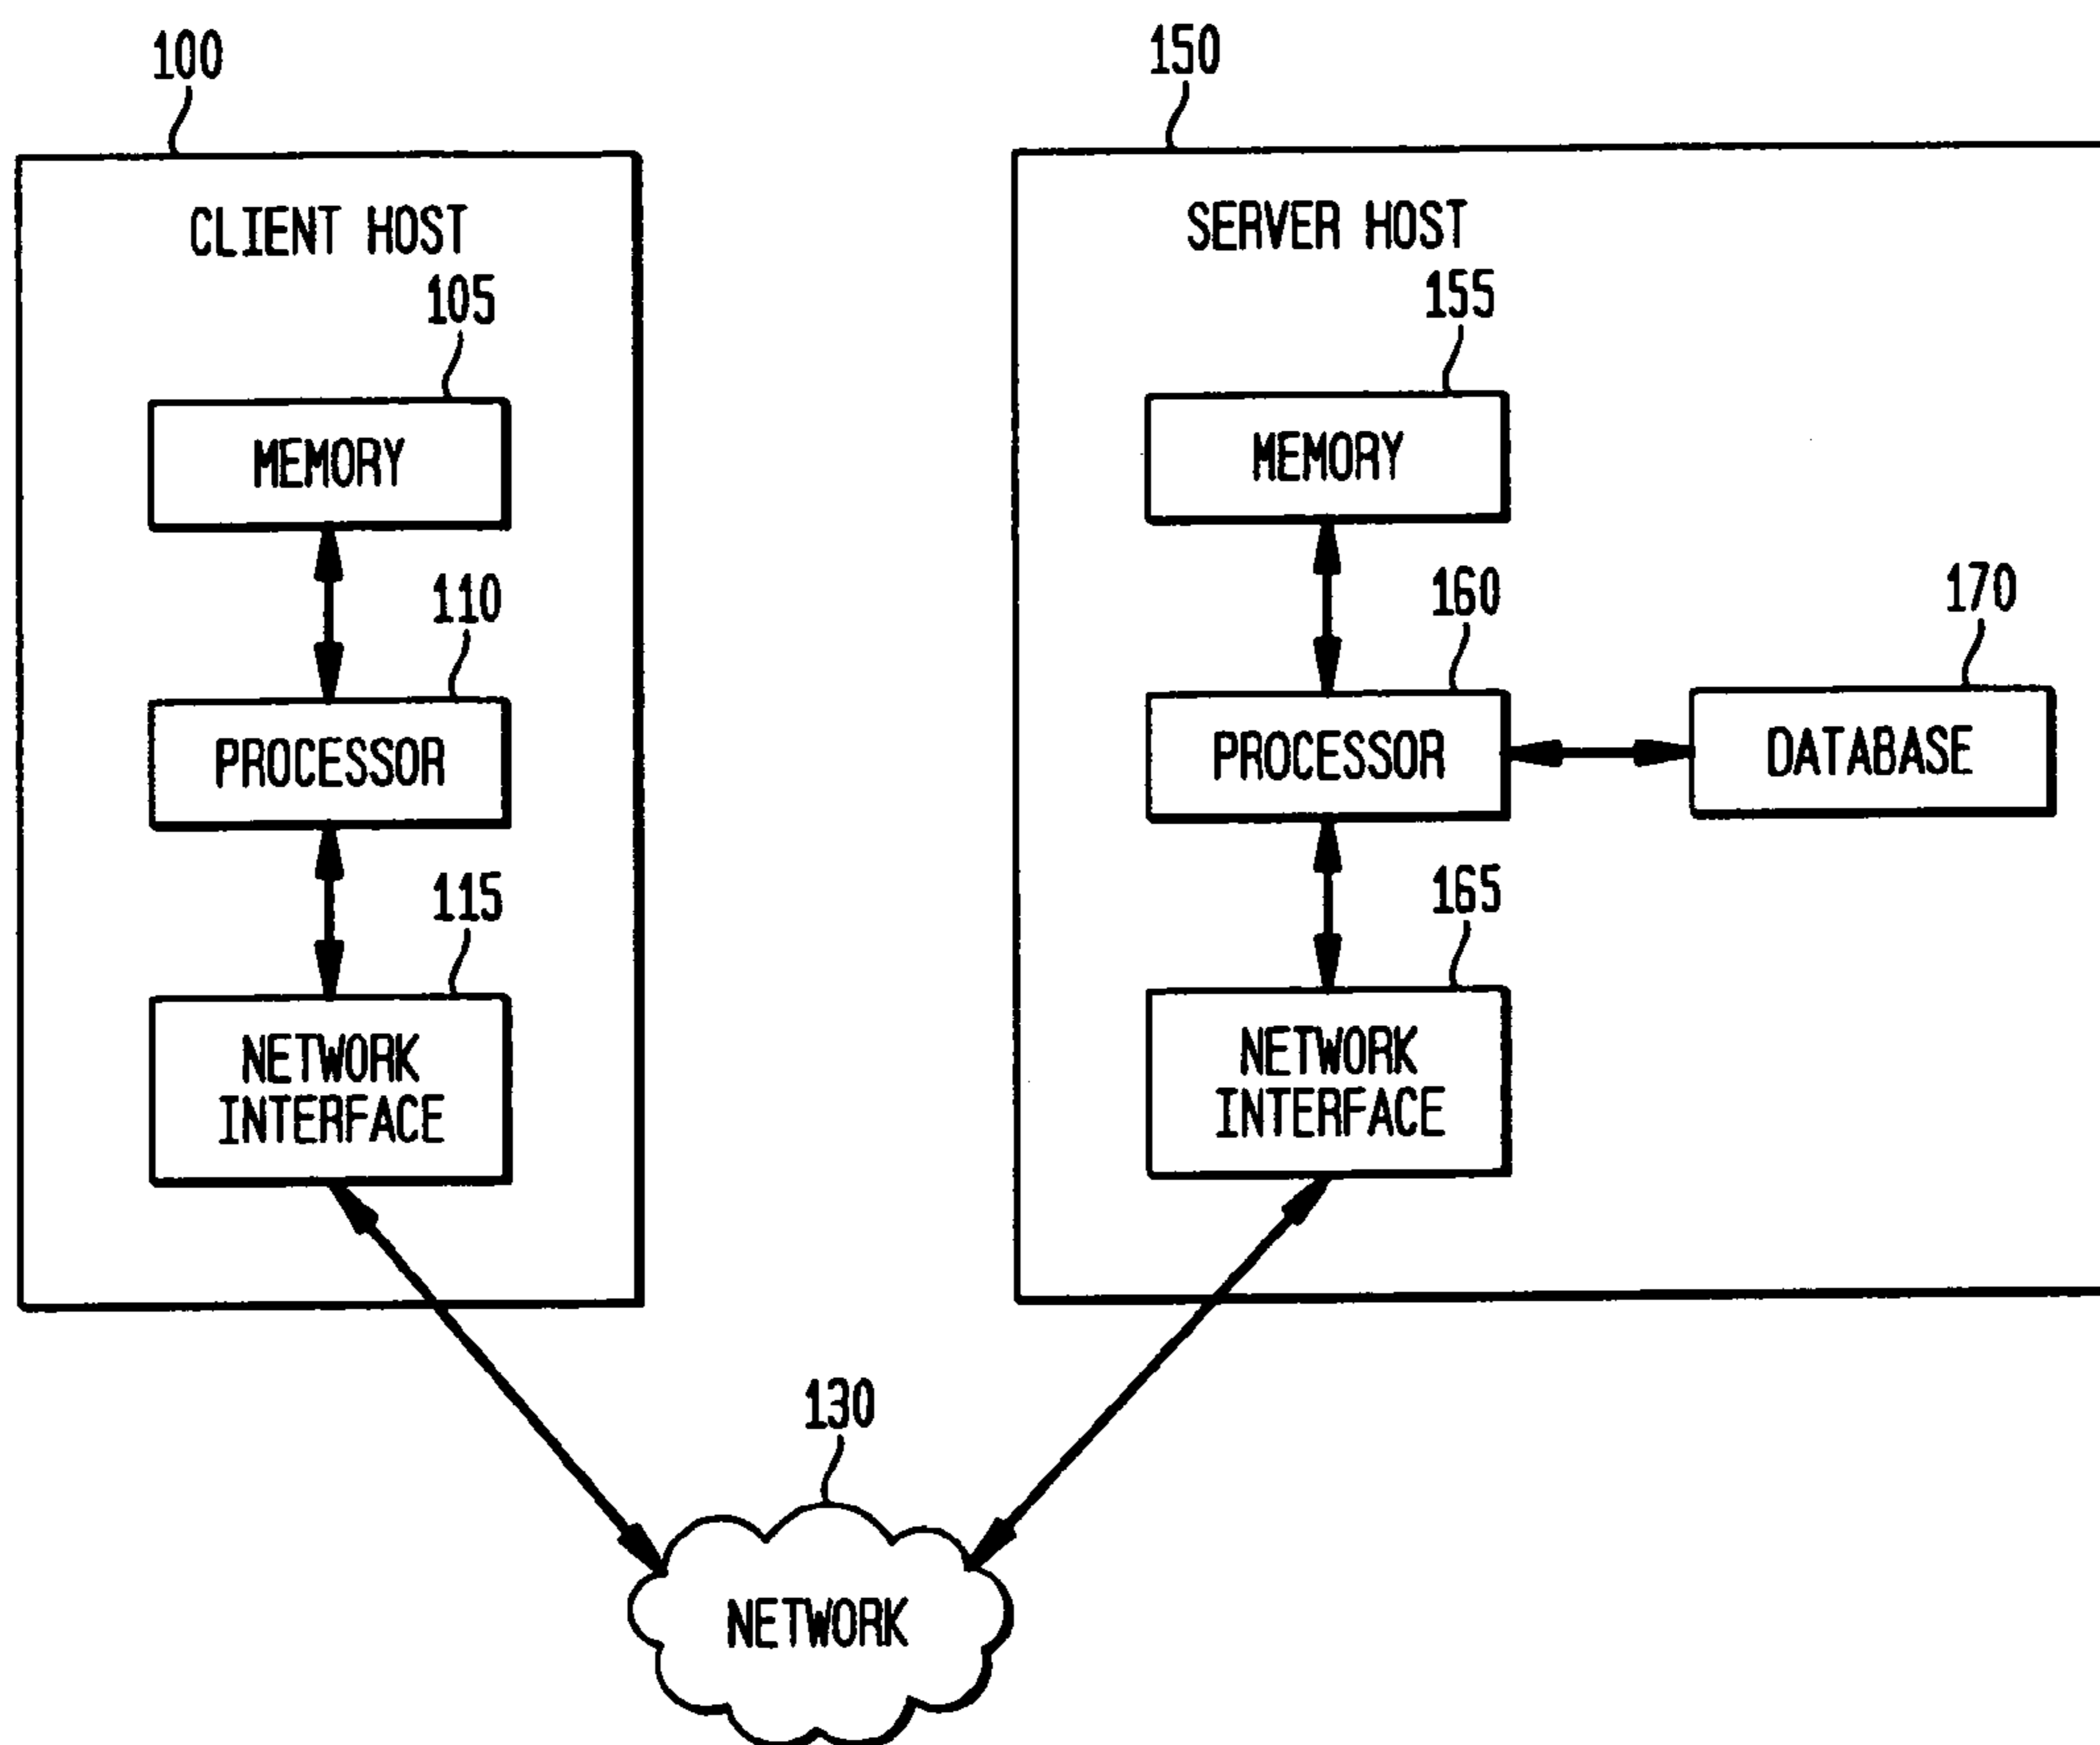 100
150
CLIENT HOST
SERVER HOST
105
155
MEMORY
MEMORY
110
160
170
PROCESSOR
PROCESSOR
DATABASE
115
165
NETWORK
INTERFACE
NETWORK
INTERFACE
130
NETWORK